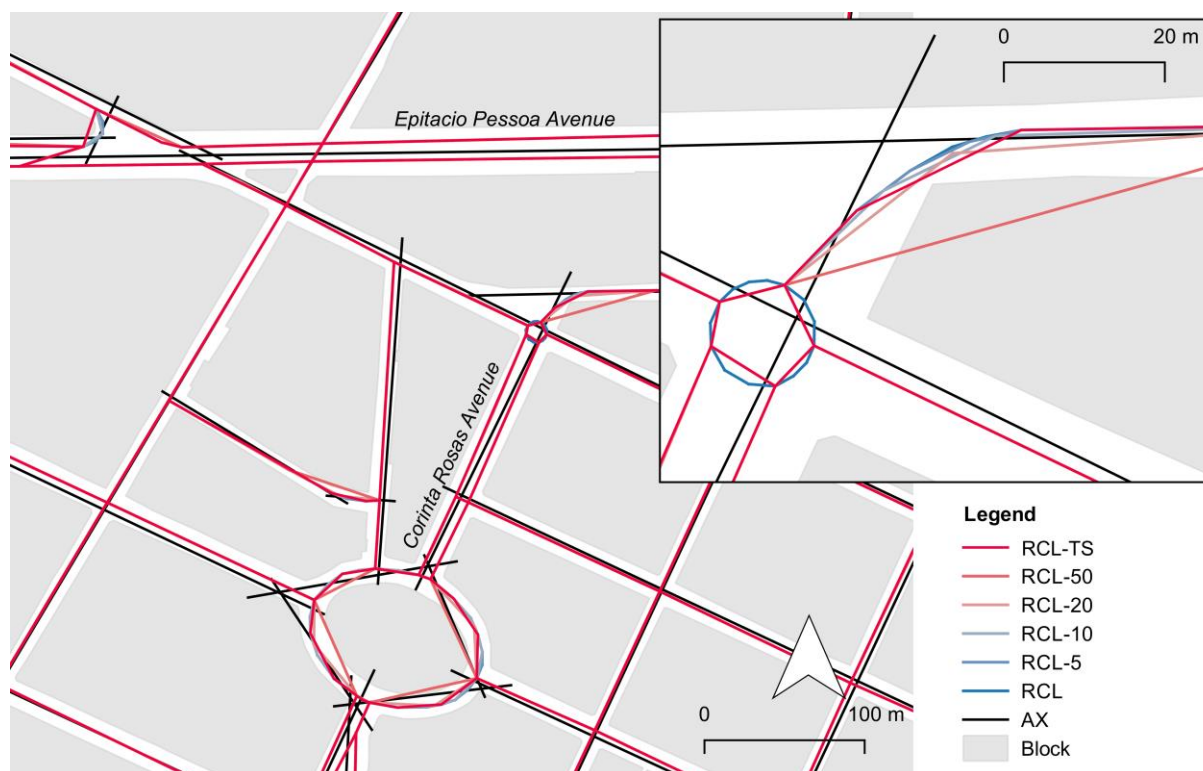 0 20 m
Epitacio Pessoa Avenue
Corinta Rosas Avenue
Legend
RCL-TS
RCL-50
RCL-20
RCL-10
RCL-5
RCL
AX
Block
0 100 m